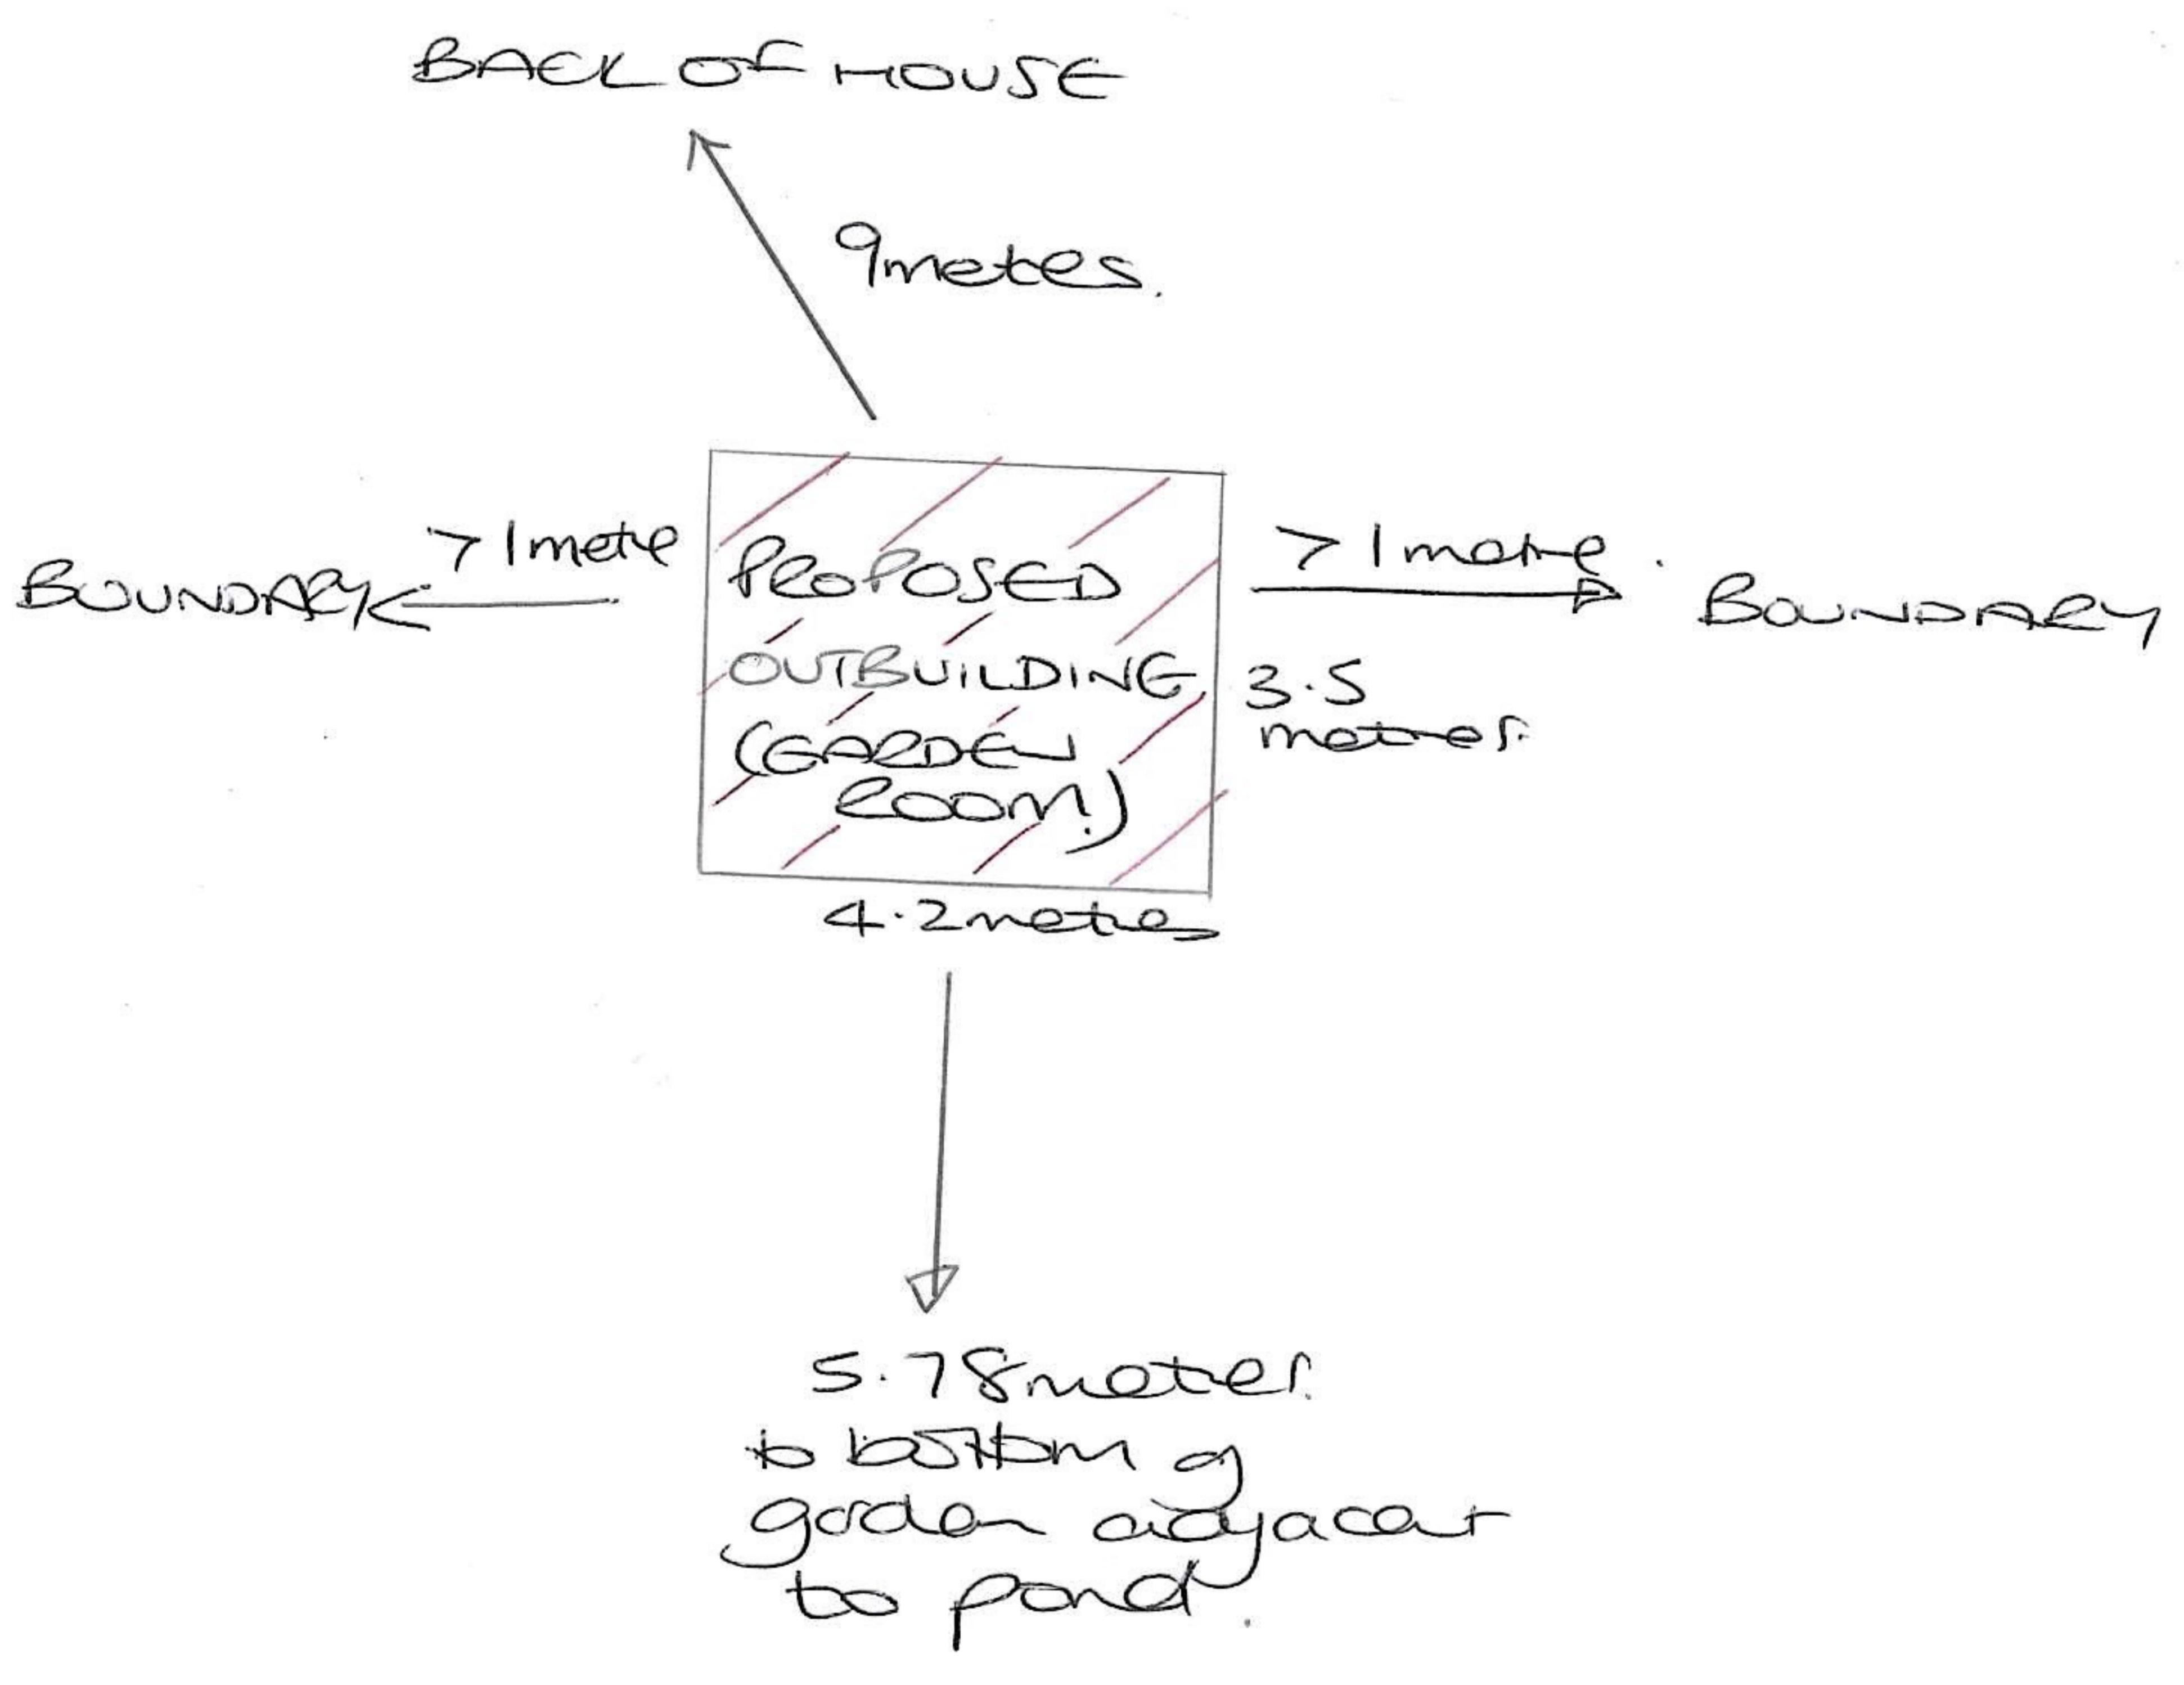 BACK OF HOUSE
9metres.
>1metre
>1metre.
BOUNDARY
BOUNDARY
PROPOSED
OUTBUILDING
(GARDEN
ROOM.)
3.5
metres.
4.2metres
5.78metres.
to bottom of
garden adjacent
to pond.